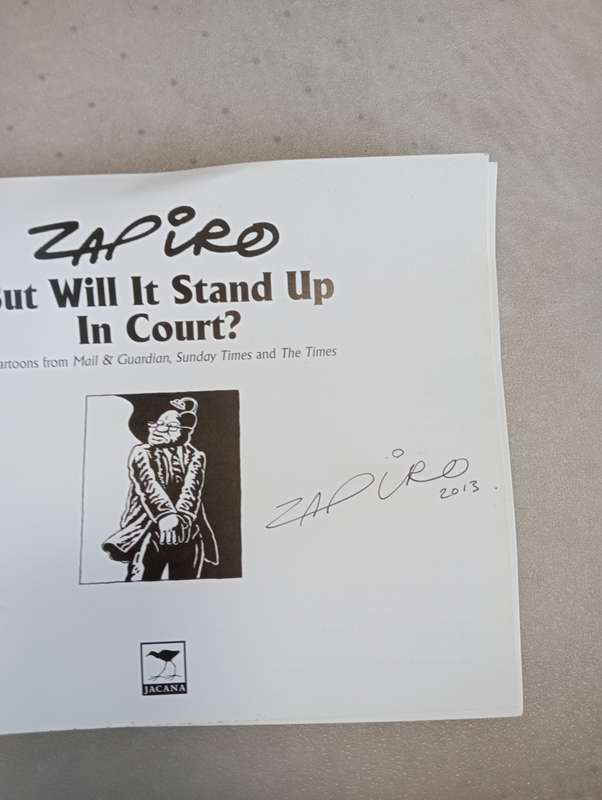 ZAPIRO
But Will It Stand Up
In Court?
artoons from Mail & Guardian, Sunday Times and The Times
ZAPIRO
2013.
JACANA